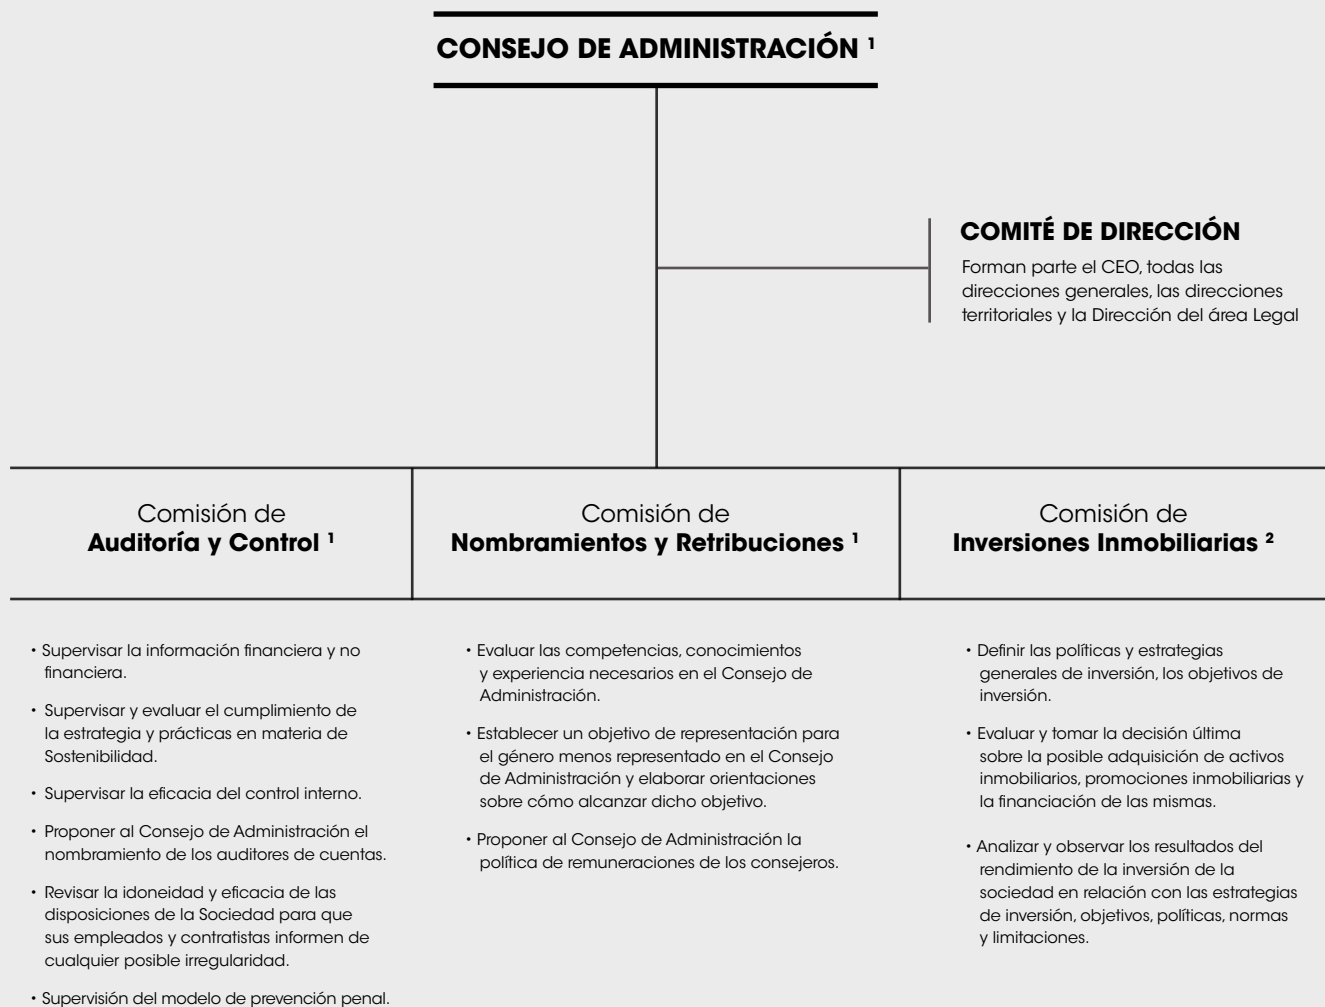 CONSEJO DE ADMINISTRACIÓN ¹
COMITÉ DE DIRECCIÓN
Forman parte el CEO, todas las
direcciones generales, las direcciones
territoriales y la Dirección del área Legal
Comisión de
Auditoría y Control ¹
Comisión de
Nombramientos y Retribuciones ¹
Comisión de
Inversiones Inmobiliarias ²
• Supervisar la información financiera y no
financiera.
• Supervisar y evaluar el cumplimiento de
la estrategia y prácticas en materia de
Sostenibilidad.
• Supervisar la eficacia del control interno.
• Proponer al Consejo de Administración el
nombramiento de los auditores de cuentas.
• Revisar la idoneidad y eficacia de las
disposiciones de la Sociedad para que
sus empleados y contratistas informen de
cualquier posible irregularidad.
• Supervisión del modelo de prevención penal.
• Evaluar las competencias, conocimientos
y experiencia necesarios en el Consejo de
Administración.
• Establecer un objetivo de representación para
el género menos representado en el Consejo
de Administración y elaborar orientaciones
sobre cómo alcanzar dicho objetivo.
• Proponer al Consejo de Administración la
política de remuneraciones de los consejeros.
• Definir las políticas y estrategias
generales de inversión, los objetivos de
inversión.
• Evaluar y tomar la decisión última
sobre la posible adquisición de activos
inmobiliarios, promociones inmobiliarias y
la financiación de las mismas.
• Analizar y observar los resultados del
rendimiento de la inversión de la
sociedad en relación con las estrategias
de inversión, objetivos, políticas, normas
y limitaciones.